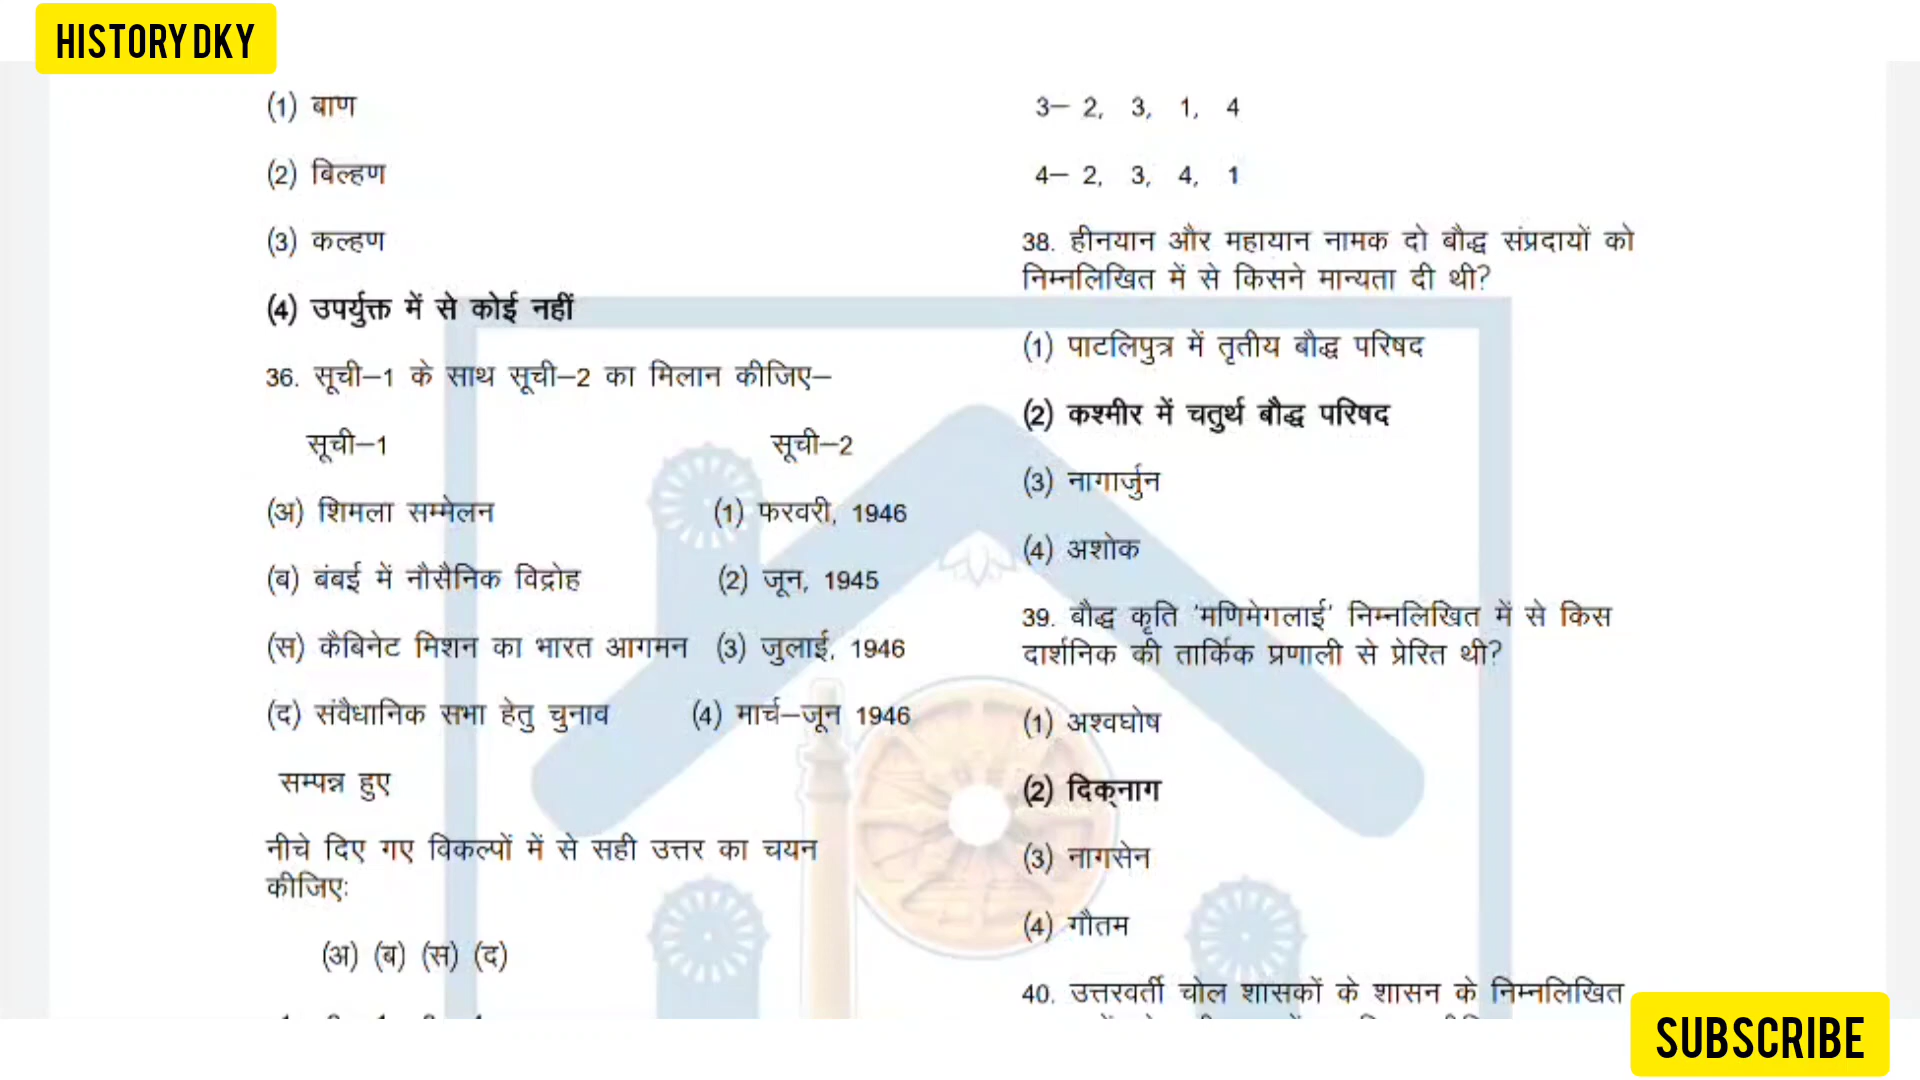 HISTORY DKY
(1) बाण
(2) बिल्हण
(3) कल्हण
(4) उपर्युक्त में से कोई नहीं
36. सूची–1 के साथ सूची–2 का मिलान कीजिए–
सूची–1 सूची–2
(अ) शिमला सम्मेलन (1) फरवरी, 1946
(ब) बंबई में नौसैनिक विद्रोह (2) जून, 1945
(स) कैबिनेट मिशन का भारत आगमन (3) जुलाई, 1946
(द) संवैधानिक सभा हेतु चुनाव (4) मार्च–जून 1946
सम्पन्न हुए
नीचे दिए गए विकल्पों में से सही उत्तर का चयन
कीजिए:
(अ) (ब) (स) (द)
3– 2, 3, 1, 4
4– 2, 3, 4, 1
38. हीनयान और महायान नामक दो बौद्ध संप्रदायों को
निम्नलिखित में से किसने मान्यता दी थी?
(1) पाटलिपुत्र में तृतीय बौद्ध परिषद
(2) कश्मीर में चतुर्थ बौद्ध परिषद
(3) नागार्जुन
(4) अशोक
39. बौद्ध कृति 'मणिमेगलाई' निम्नलिखित में से किस
दार्शनिक की तार्किक प्रणाली से प्रेरित थी?
(1) अश्वघोष
(2) दिक्‌नाग
(3) नागसेन
(4) गौतम
40. उत्तरवर्ती चोल शासकों के शासन के निम्नलिखित
SUBSCRIBE